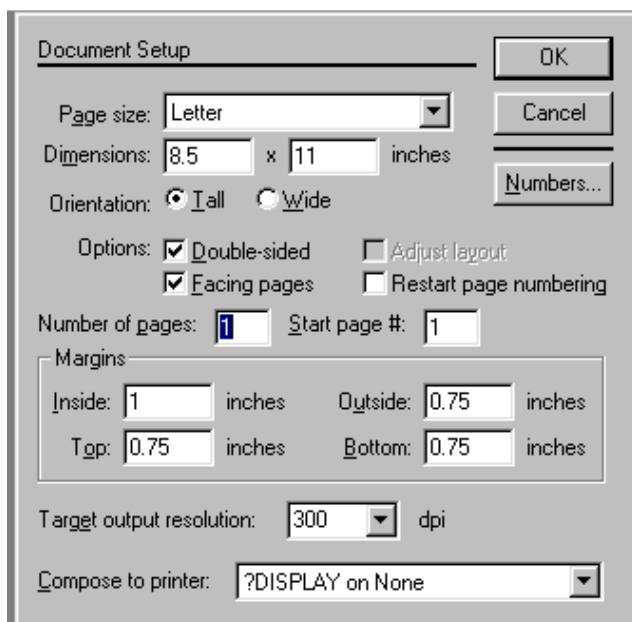 Document Setup
OK
Page size: Letter
Cancel
Dimensions: 8.5 x 11 inches
Numbers...
Orientation: Tall Wide
Options: Double-sided Adjust layout
Facing pages Restart page numbering
Number of pages: 1 Start page #: 1
Margins
Inside: 1 inches Outside: 0.75 inches
Top: 0.75 inches Bottom: 0.75 inches
Target output resolution: 300 dpi
Compose to printer: ?DISPLAY on None